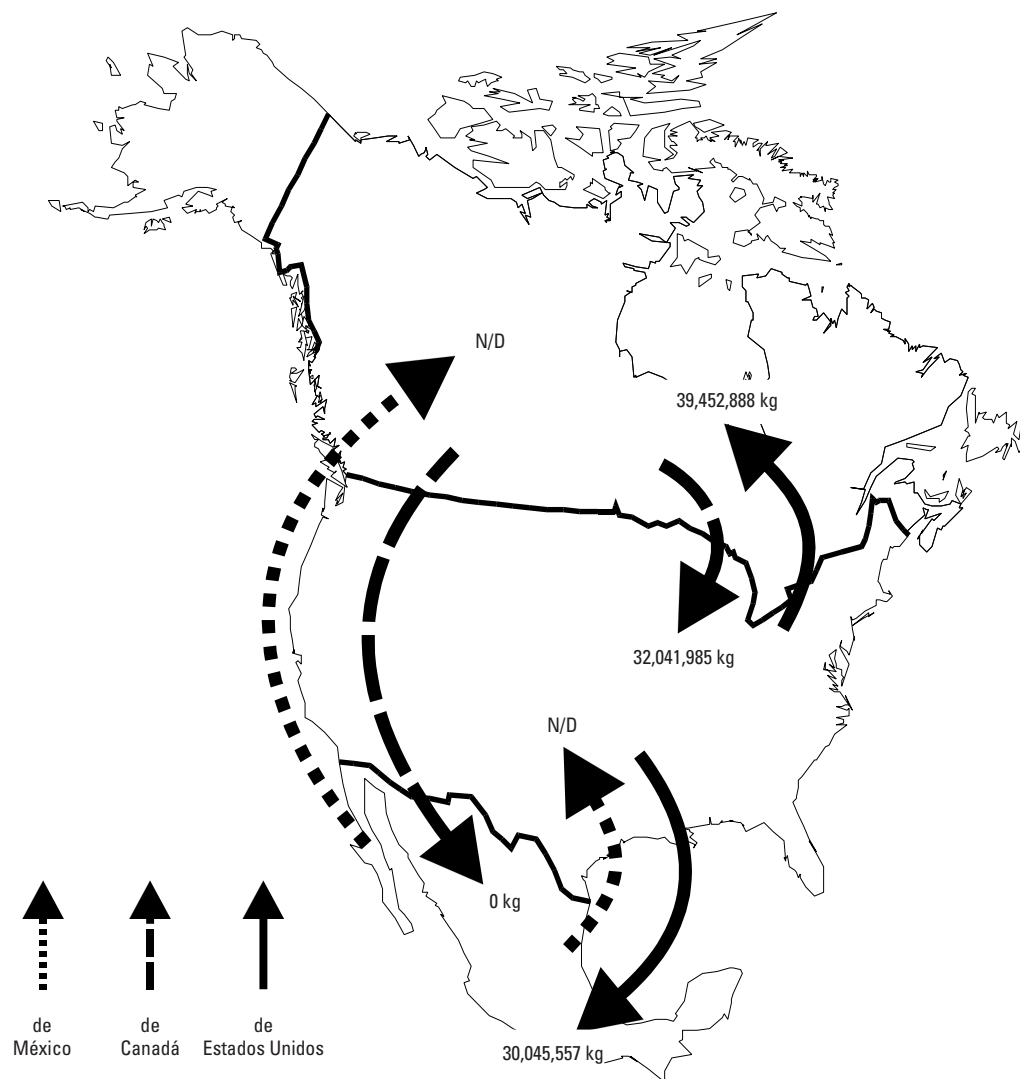 N/D
39,452,888 kg
32,041,985 kg
N/D
0 kg
de
México
de
Canadá
de
Estados Unidos
30,045,557 kg